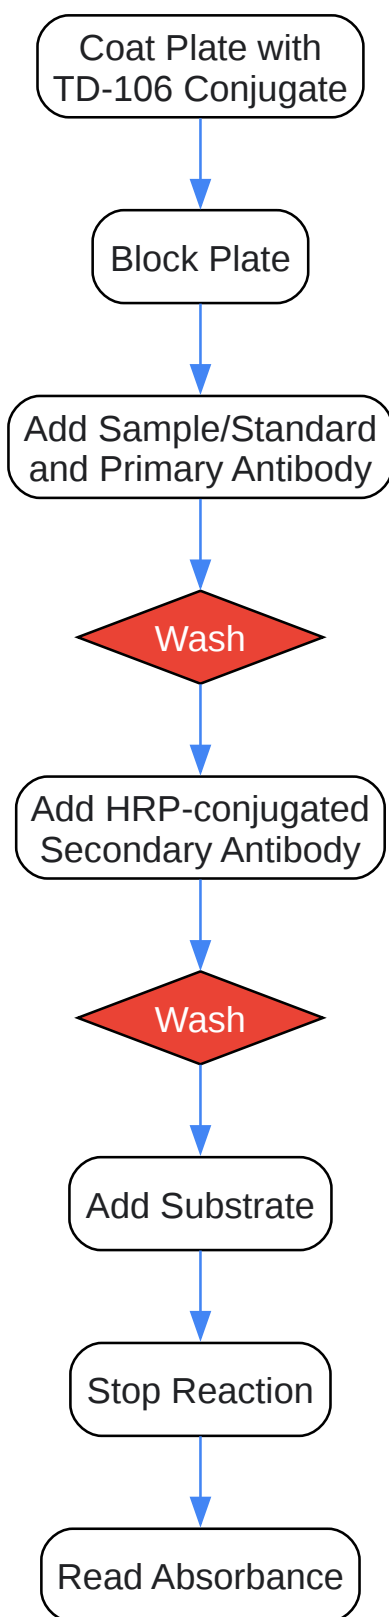 Coat Plate with
TD-106 Conjugate
Block Plate
Add Sample/Standard
and Primary Antibody
Wash
Add HRP-conjugated
Secondary Antibody
Wash
Add Substrate
Stop Reaction
Read Absorbance